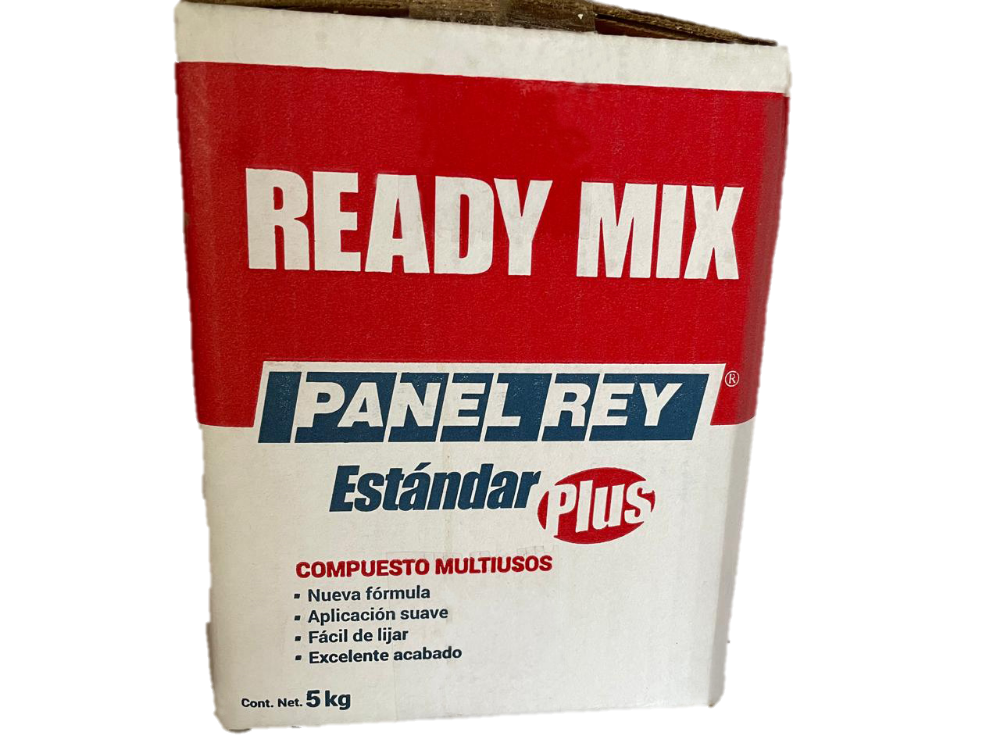 READY MIX
PANEL REY®
Estándar Plus
COMPUESTO MULTIUSOS
▪ Nueva fórmula
▪ Aplicación suave
▪ Fácil de lijar
▪ Excelente acabado
Cont. Net. 5 kg